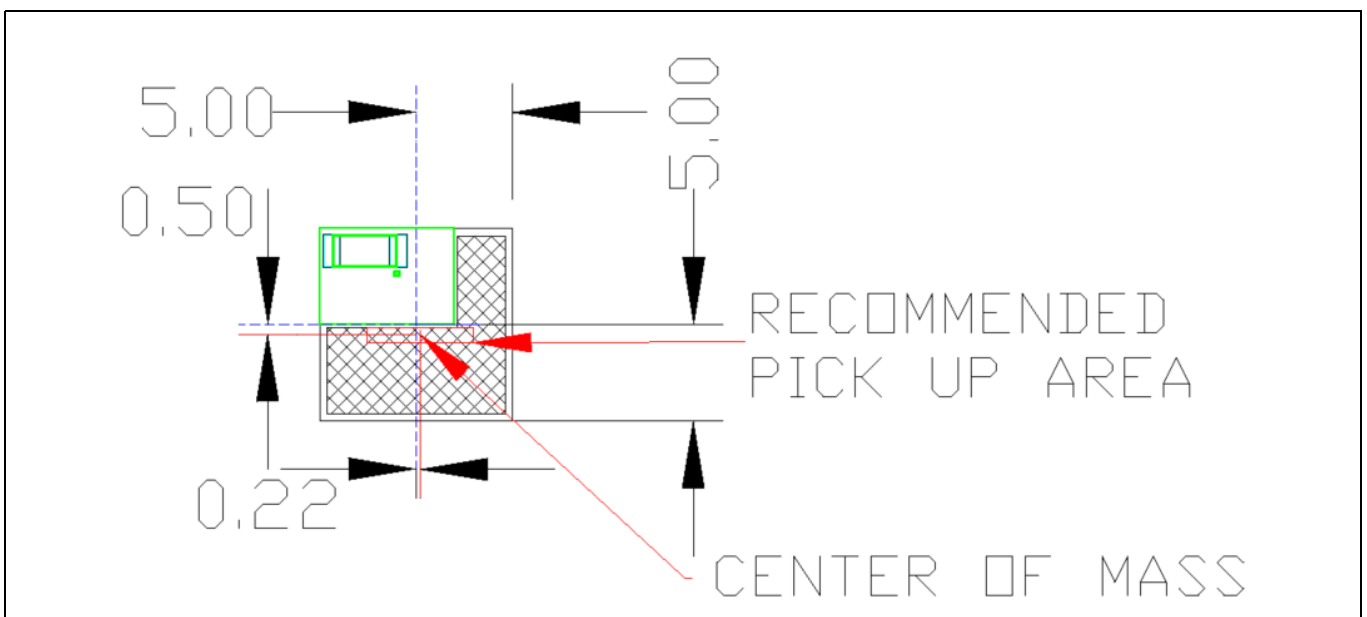 5.00
5.00
0.50
RECOMMENDED
PICK UP AREA
0.22
CENTER OF MASS